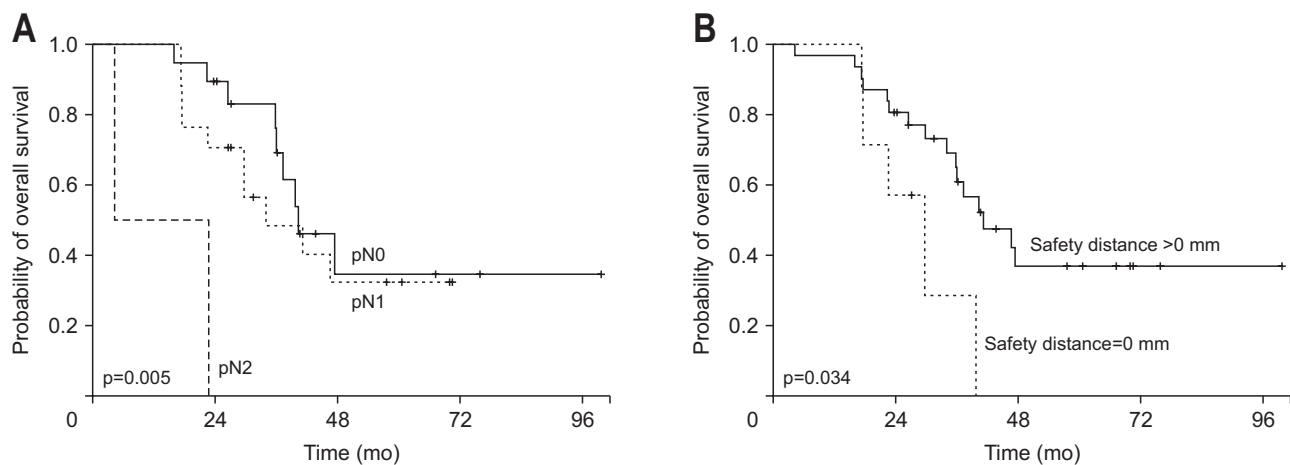 A
Probability of overall survival
1.0
0.8
0.6
0.4
0.2
0
24
48
72
96
Time (mo)
pN0
pN1
pN2
p=0.005
B
Probability of overall survival
1.0
0.8
0.6
0.4
0.2
0
24
48
72
96
Time (mo)
Safety distance >0 mm
Safety distance=0 mm
p=0.034